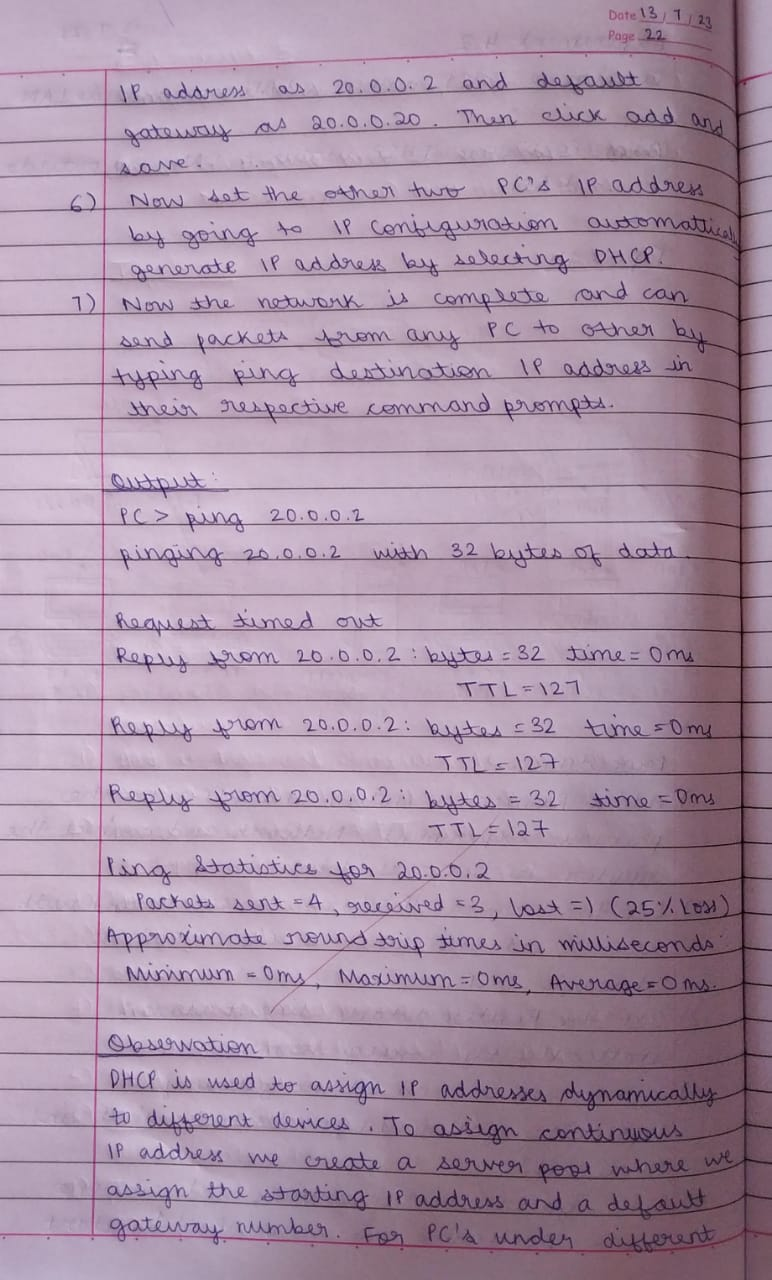 Date 13/7/23
Page 22
IP address as 20.0.0.2 and default
gateway as 20.0.0.20. Then click add and
save.
6) Now set the other two PC's IP address
by going to IP Configuration automattically
generate IP address by selecting DHCP.
7) Now the network is complete and can
send packets from any PC to other by
typing ping destination IP address in
their respective command prompts.
Output:
PC> ping 20.0.0.2
pinging 20.0.0.2 with 32 bytes of data.
Request timed out
Reply from 20.0.0.2 : bytes = 32 time = 0ms
TTL = 127
Reply from 20.0.0.2: bytes = 32 time = 0ms
TTL = 127
Reply from 20.0.0.2: bytes = 32 time = 0ms
TTL = 127
Ping Statistics for 20.0.0.2
Packets sent = 4, received = 3, lost = 1 (25% Loss)
Approximate round trip times in milliseconds:
Minimum = 0ms, Maximum = 0ms, Average = 0ms.
Observation
DHCP is used to assign IP addresses dynamically
to different devices. To assign continuous
IP address we create a server pool where we
assign the starting IP address and a default
gateway number. For PC's under different